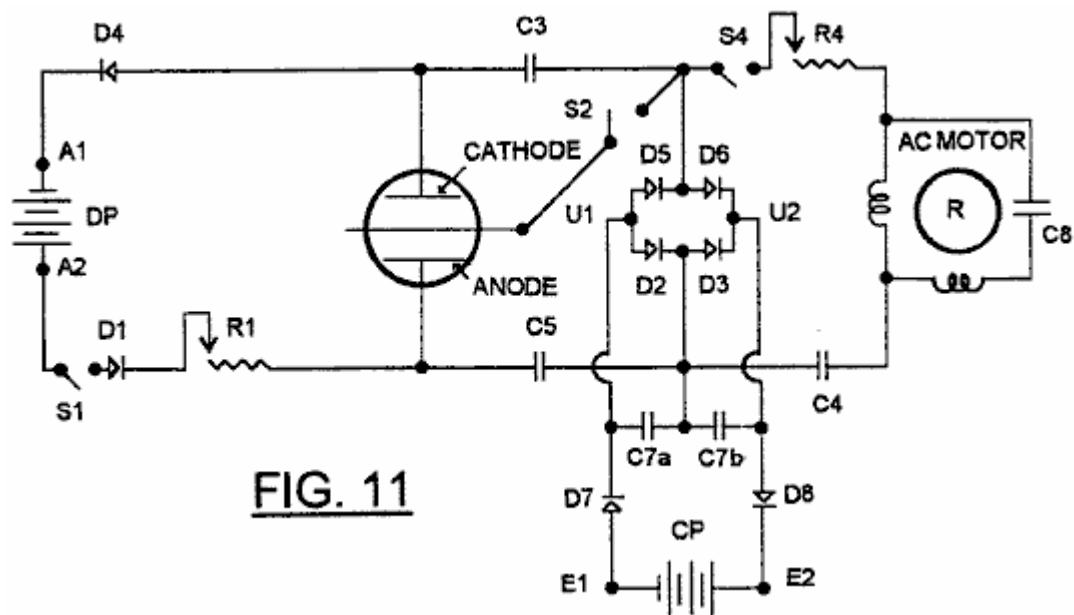 D4
C3
S4
R4
S2
A1
CATHODE
D5
D6
AC MOTOR
DP
U1
U2
R
C8
A2
ANODE
D2
D3
D1
R1
C5
S1
C4
C7a
C7b
FIG. 11
D7
D8
CP
E1
E2